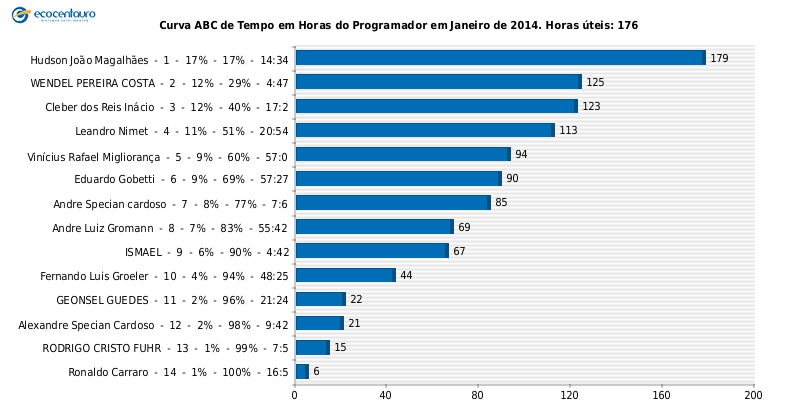 ecocentauro
Curva ABC de Tempo em Horas do Programador em Janeiro de 2014. Horas úteis: 176
Hudson João Magalhães - 1 - 17% - 17% - 14:34 179
WENDEL PEREIRA COSTA - 2 - 12% - 29% - 4:47 125
Cleber dos Reis Inácio - 3 - 12% - 40% - 17:2 123
Leandro Nimet - 4 - 11% - 51% - 20:54 113
Vinícius Rafael Migliorança - 5 - 9% - 60% - 57:0 94
Eduardo Gobetti - 6 - 9% - 69% - 57:27 90
Andre Specian cardoso - 7 - 8% - 77% - 7:6 85
Andre Luiz Gromann - 8 - 7% - 83% - 55:42 69
ISMAEL - 9 - 6% - 90% - 4:42 67
Fernando Luis Groeler - 10 - 4% - 94% - 48:25 44
GEONSEL GUEDES - 11 - 2% - 96% - 21:24 22
Alexandre Specian Cardoso - 12 - 2% - 98% - 9:42 21
RODRIGO CRISTO FUHR - 13 - 1% - 99% - 7:5 15
Ronaldo Carraro - 14 - 1% - 100% - 16:5 6
0 40 80 120 160 200